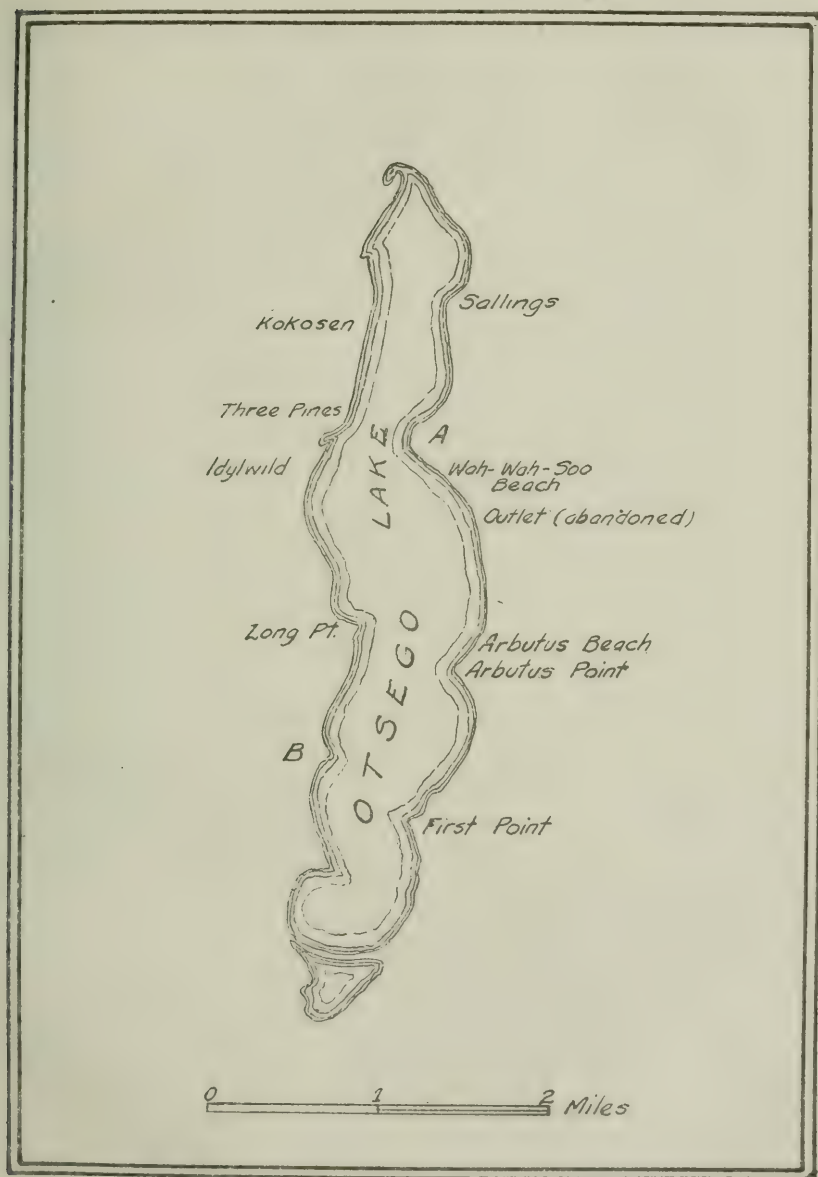 Sallings
Kokosen
Three Pines
A
Idylwild
Wah-Wah-Soo
Beach
Outlet (abandoned)
LAKE
Long Pt.
Arbutus Beach
Arbutus Point
B
OTSEGO
First Point
0 1 2 Miles